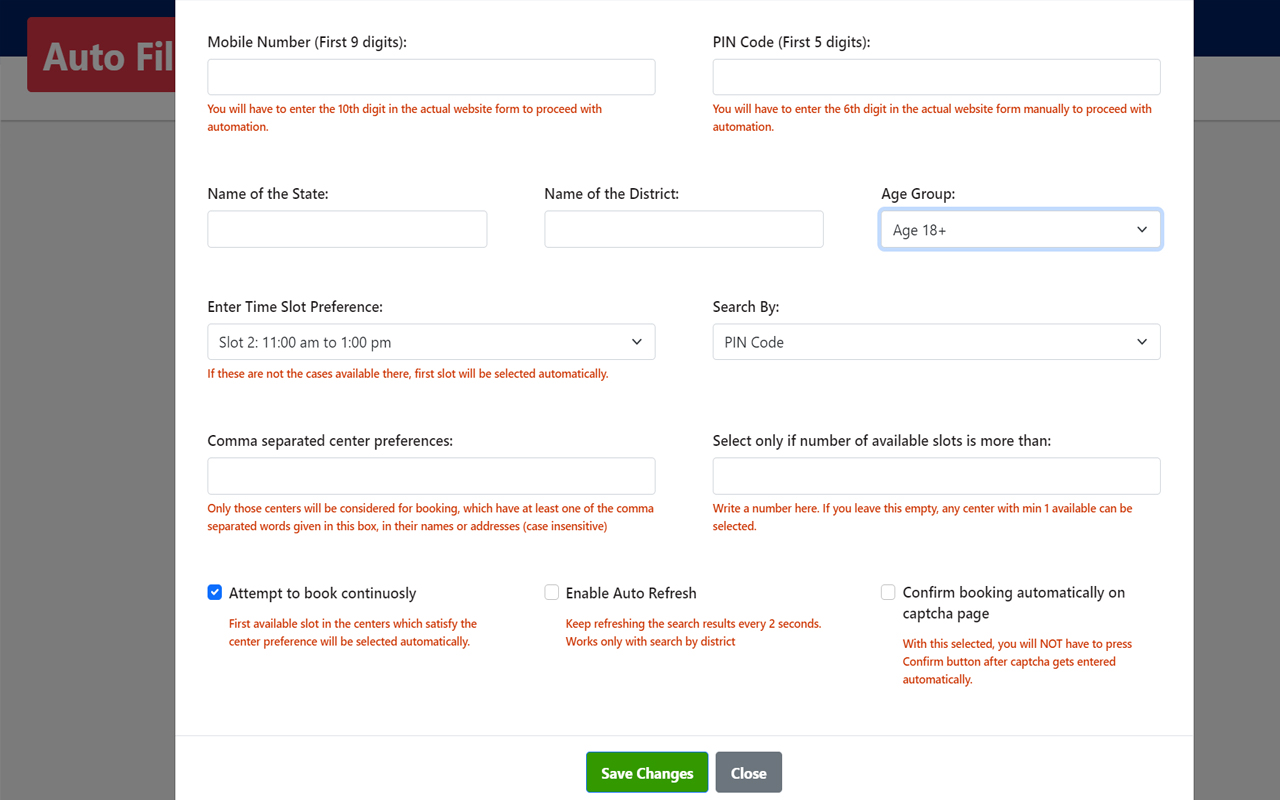 Auto Fil
Mobile Number (First 9 digits):
PIN Code (First 5 digits):
You will have to enter the 10th digit in the actual website form to proceed with
automation.
You will have to enter the 6th digit in the actual website form manually to proceed with
automation.
Name of the State:
Name of the District:
Age Group:
Age 18+
Enter Time Slot Preference:
Search By:
Slot 2: 11:00 am to 1:00 pm
PIN Code
If these are not the cases available there, first slot will be selected automatically.
Comma separated center preferences:
Select only if number of available slots is more than:
Only those centers will be considered for booking, which have at least one of the comma
separated words given in this box, in their names or addresses (case insensitive)
Write a number here. If you leave this empty, any center with min 1 available can be
selected.
Attempt to book continuosly
First available slot in the centers which satisfy the
center preference will be selected automatically.
Enable Auto Refresh
Keep refreshing the search results every 2 seconds.
Works only with search by district
Confirm booking automatically on
captcha page
With this selected, you will NOT have to press
Confirm button after captcha gets entered
automatically.
Save Changes
Close